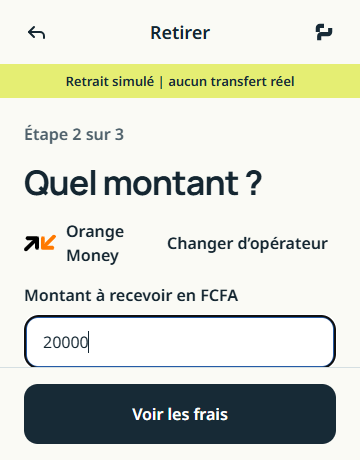 Retirer
Retrait simulé | aucun transfert réel
Étape 2 sur 3
Quel montant ?
Orange
Money
Changer d’opérateur
Montant à recevoir en FCFA
20000
Voir les frais